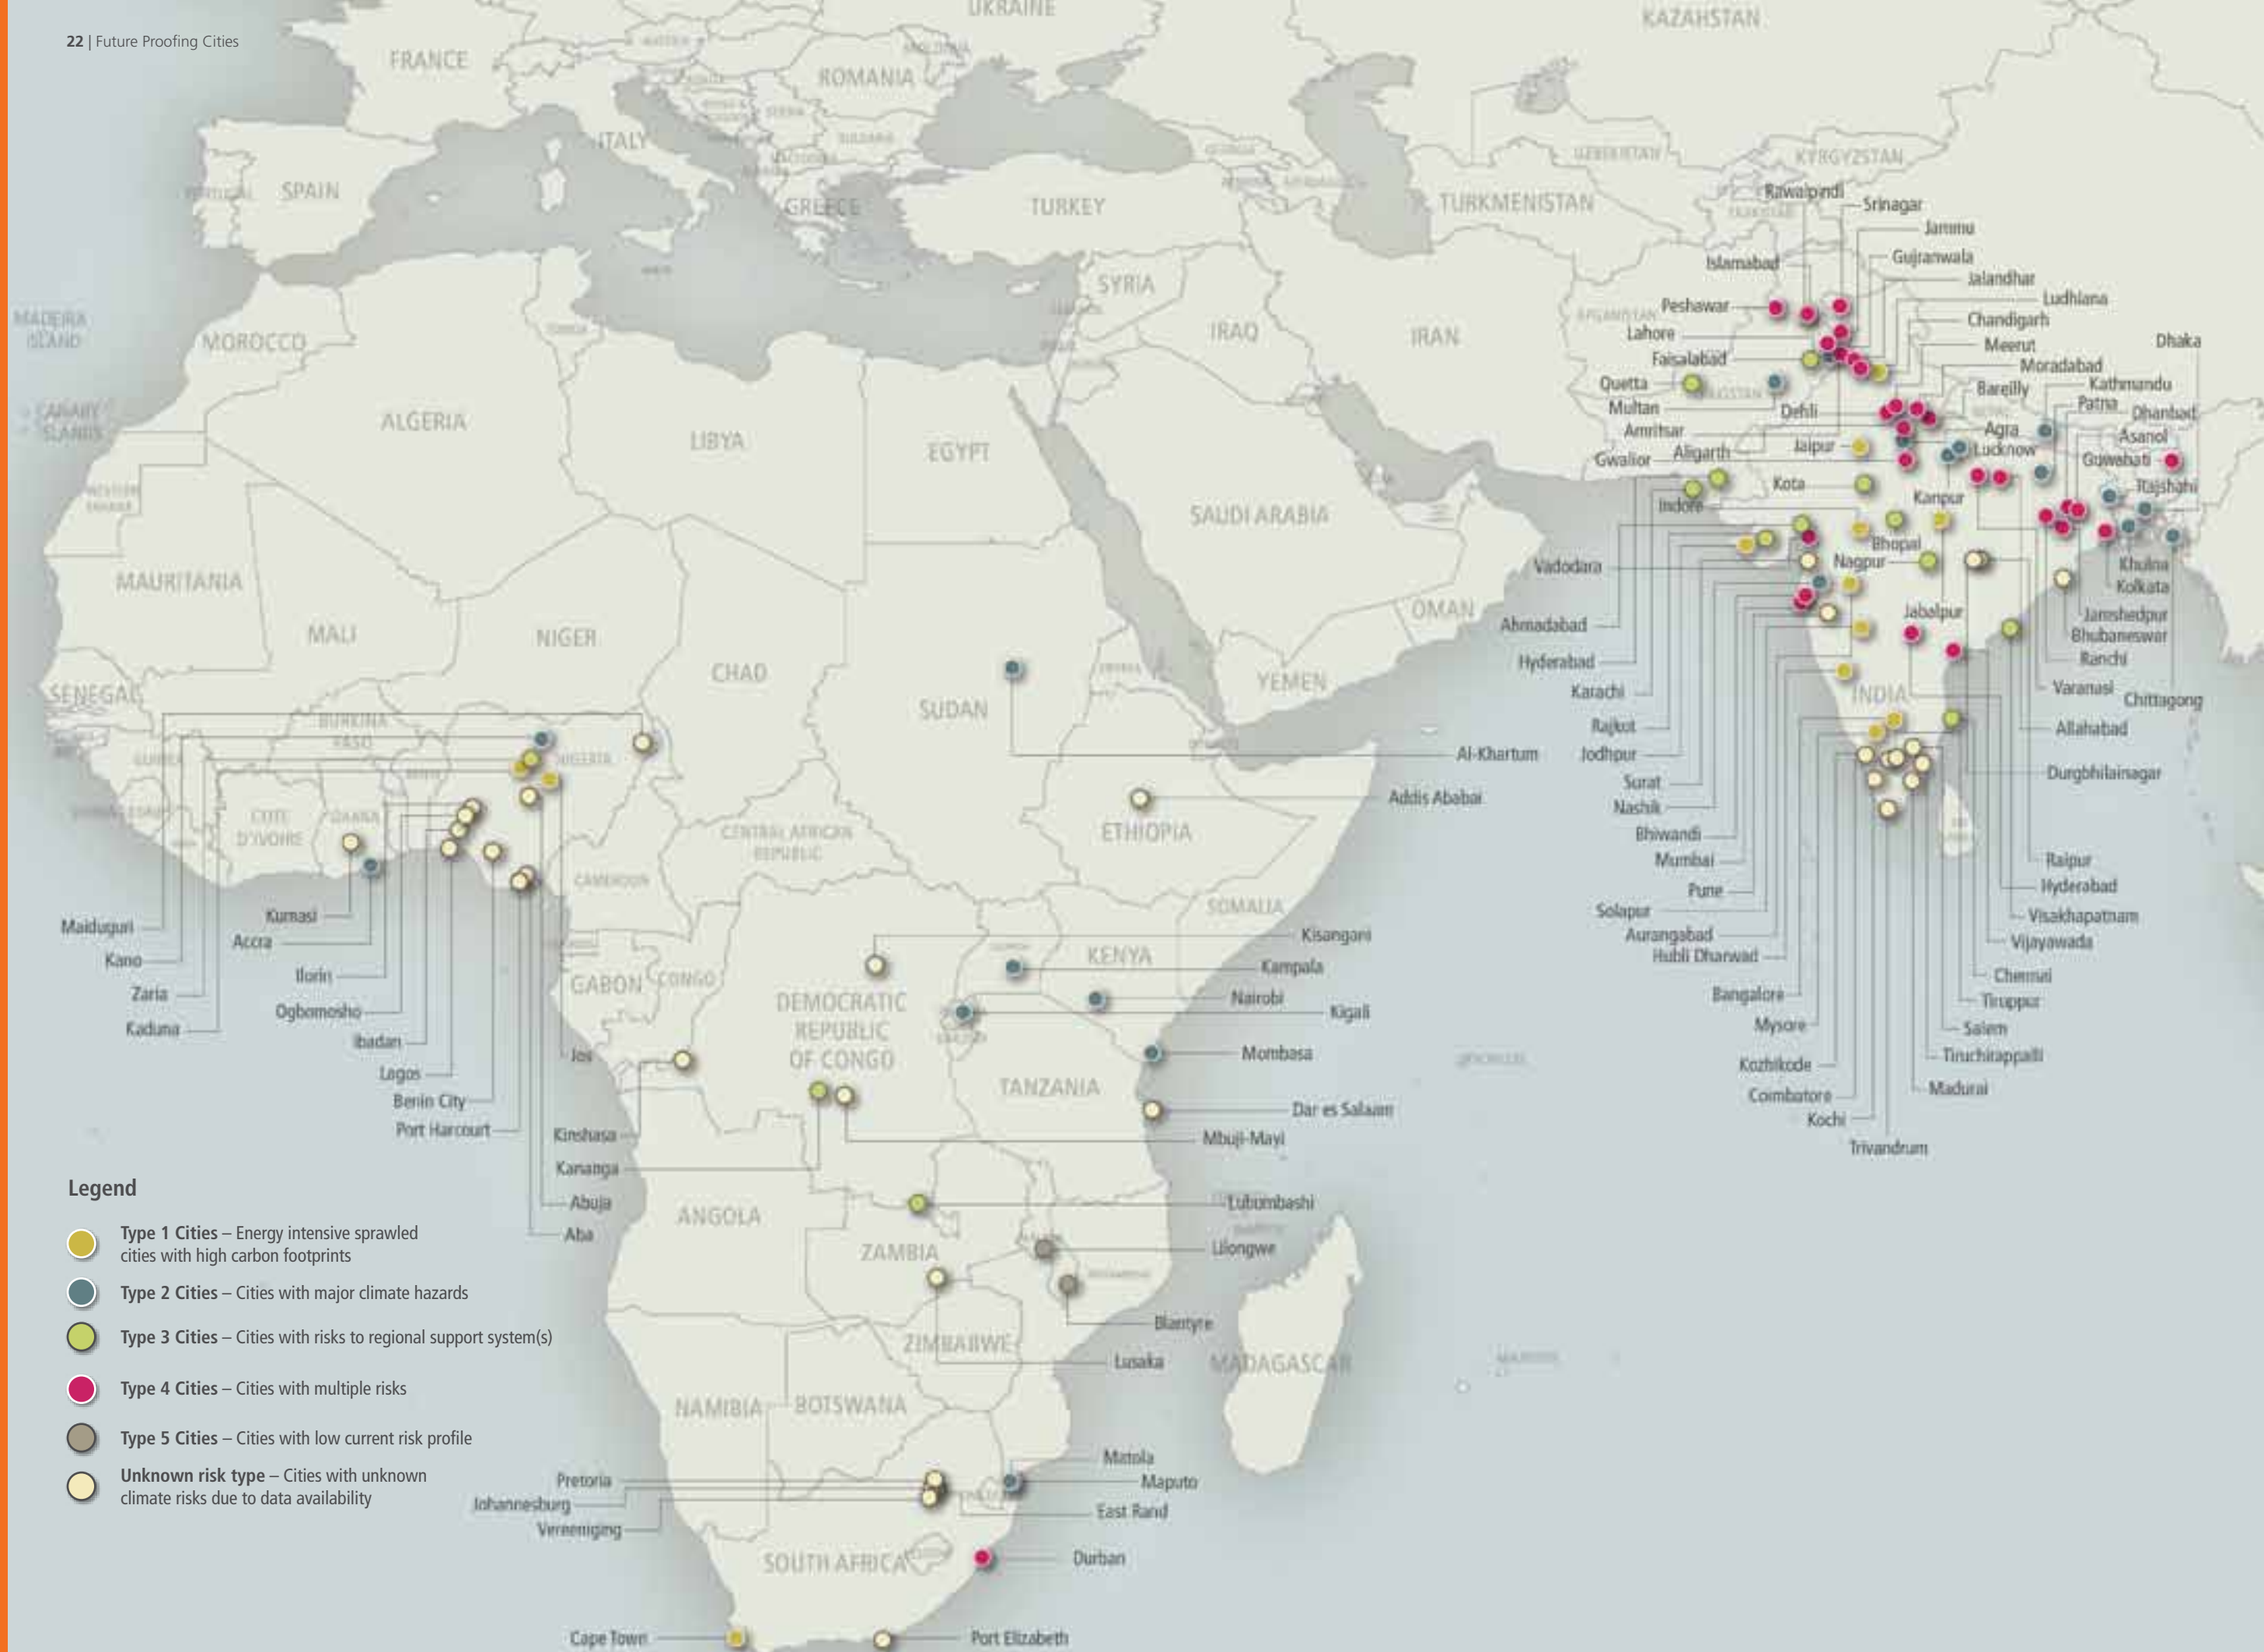 22 | Future Proofing Cities
UKRAINE
KAZAHSTAN
FRANCE
ROMANIA
ITALY
SPAIN
GREECE
TURKEY
UZBEKISTAN
KYRGYZSTAN
TURKMENISTAN
SYRIA
IRAQ
IRAN
MADEIRA
ISLAND
MOROCCO
ALGERIA
LIBYA
EGYPT
SAUDI ARABIA
OMAN
YEMEN
MAURITANIA
MALI
NIGER
CHAD
SUDAN
SENEGAL
BURKINA
FASO
NIGERIA
GHANA
COTE
D'IVOIRE
CENTRAL AFRICAN
REPUBLIC
CAMEROUN
ETHIOPIA
SOMALIA
KENYA
GABON
CONGO
DEMOCRATIC
REPUBLIC
OF CONGO
TANZANIA
ANGOLA
ZAMBIA
ZIMBABWE
NAMIBIA
BOTSWANA
MADAGASCAR
SOUTH AFRICA
INDIA
Rawalpindi
Srinagar
Jammu
Islamabad
Gujranwala
Jalandhar
Peshawar
Ludhiana
Lahore
Chandigarh
Faisalabad
Meerut
Dhaka
Moradabad
Quetta
Bareilly
Kathmandu
Multan
Dehli
Patna
Dhanbad
Amritsar
Agra
Asanol
Gwalior
Aligarth
Jaipur
Lucknow
Guwahati
Kota
Rajshahi
Indore
Kanpur
Bhopal
Vadodara
Nagpur
Khulna
Kolkata
Jabalpur
Jamshedpur
Ahmadabad
Bhubaneswar
Hyderabad
Ranchi
Karachi
Varanasi
Chittagong
Rajkot
Allahabad
Jodhpur
Surat
Durgbhilainagar
Nashik
Bhiwandi
Mumbai
Raipur
Pune
Hyderabad
Solapur
Visakhapatnam
Aurangabad
Vijayawada
Hubli Dharwad
Chennai
Bangalore
Tiruppur
Mysore
Salem
Kozhikode
Tiruchirappalli
Coimbatore
Madurai
Kochi
Trivandrum
Al-Khartum
Addis Ababai
Kisangani
Kampala
Nairobi
Kigali
Mombasa
Dar es Salaam
Mbuji-Mayi
Lubumbashi
Lilongwe
Blantyre
Lusaka
Maiduguri
Kumasi
Accra
Kano
Ilorin
Zaria
Ogbomosho
Kaduna
Ibadan
Jos
Lagos
Benin City
Port Harcourt
Kinshasa
Kananga
Abuja
Aba
Matola
Pretoria
Maputo
Johannesburg
East Rand
Vereeniging
Durban
Cape Town
Port Elizabeth
Legend
Type 1 Cities – Energy intensive sprawled
cities with high carbon footprints
Type 2 Cities – Cities with major climate hazards
Type 3 Cities – Cities with risks to regional support system(s)
Type 4 Cities – Cities with multiple risks
Type 5 Cities – Cities with low current risk profile
Unknown risk type – Cities with unknown
climate risks due to data availability